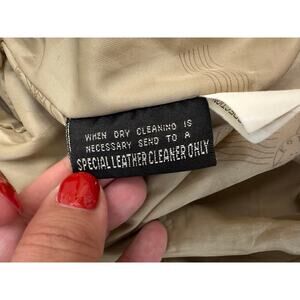 WHEN DRY CLEANING IS
NECESSARY SEND TO A
SPECIAL LEATHER CLEANER ONLY